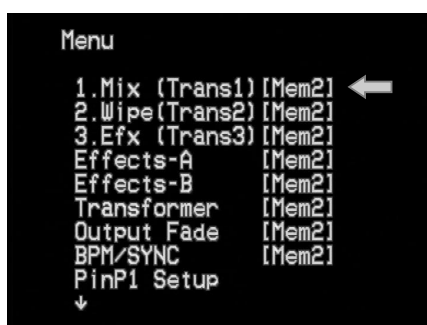 Menu
1.Mix (Trans1)[Mem2]
2.Wipe(Trans2)[Mem2]
3.Efx (Trans3)[Mem2]
Effects-A [Mem2]
Effects-B [Mem2]
Transformer [Mem2]
Output Fade [Mem2]
BPM/SYNC [Mem2]
PinP1 Setup